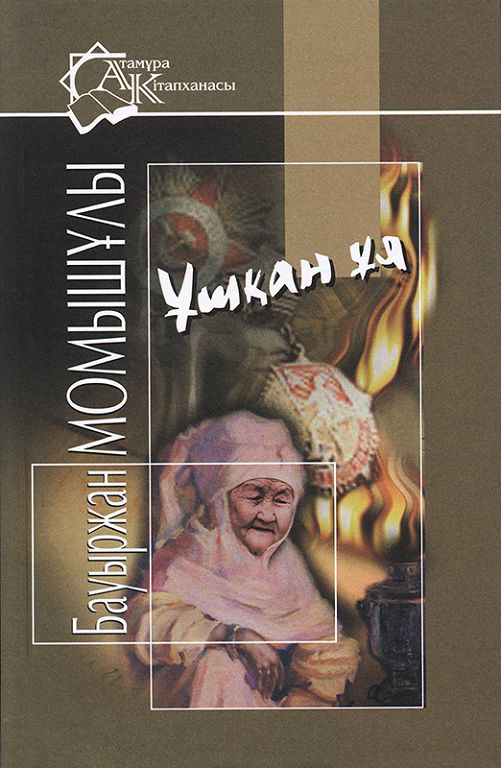 Атамұра
Кітапханасы
Бауыржан МОМЫШҰЛЫ
Ұшқан ұя